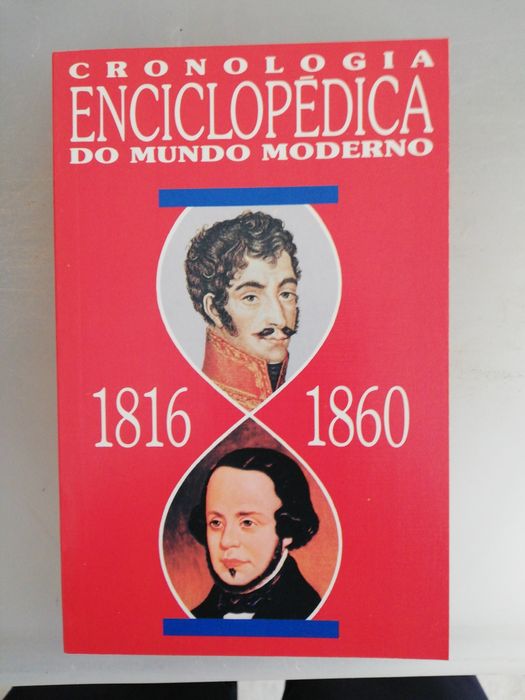 CRONOLOGIA
ENCICLOPÉDICA
DO MUNDO MODERNO
1816 1860